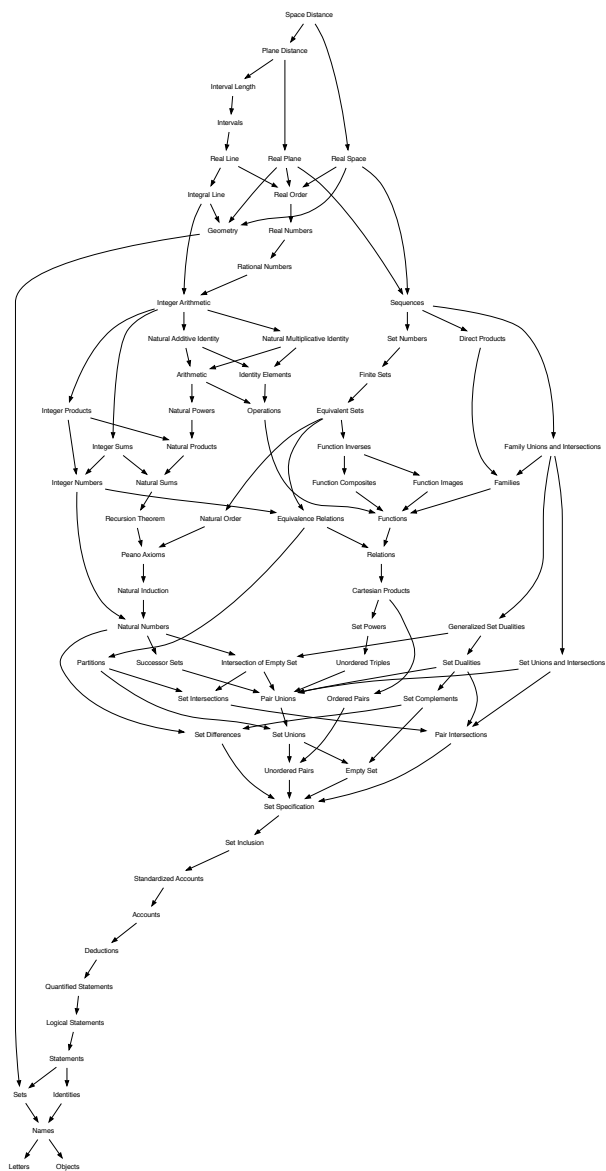 Space Distance
Plane Distance
Interval Length
Intervals
Real Line Real Plane Real Space
Integral Line Real Order
Geometry Real Numbers
Rational Numbers
Integer Arithmetic Sequences
Natural Additive Identity Natural Multiplicative Identity Set Numbers Direct Products
Arithmetic Identity Elements Finite Sets
Integer Products Natural Powers Operations Equivalent Sets
Integer Sums Natural Products Function Inverses Family Unions and Intersections
Integer Numbers Natural Sums Function Composites Function Images Families
Recursion Theorem Natural Order Equivalence Relations Functions
Peano Axioms Relations
Natural Induction Cartesian Products
Natural Numbers Set Powers Generalized Set Dualities
Partitions Successor Sets Intersection of Empty Set Unordered Triples Set Dualities Set Unions and Intersections
Set Intersections Pair Unions Ordered Pairs Set Complements
Set Differences Set Unions Pair Intersections
Unordered Pairs Empty Set
Set Specification
Set Inclusion
Standardized Accounts
Accounts
Deductions
Quantified Statements
Logical Statements
Statements
Sets Identities
Names
Letters Objects